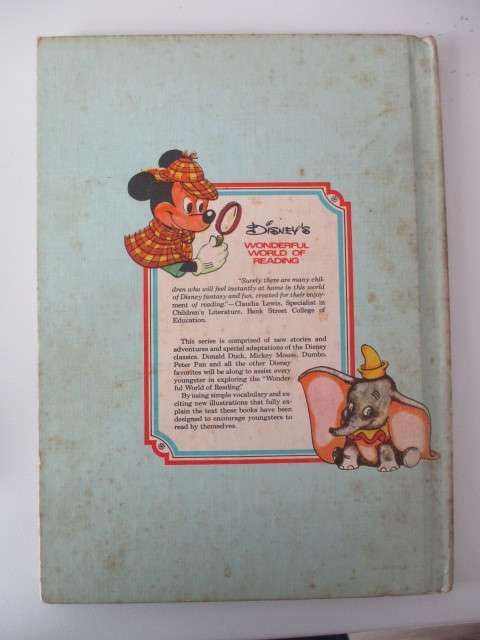 DISNEY'S
WONDERFUL
WORLD OF
READING
"Surely there are many chil-
dren who will feel instantly at home in this world
of Disney fantasy and fun, created for their enjoy-
ment of reading."—Claudia Lewis, Specialist in
Children's Literature, Bank Street College of
Education.
This series is comprised of new stories and
adventures and special adaptations of the Disney
classics. Donald Duck, Mickey Mouse, Dumbo,
Peter Pan and all the other Disney
favorites will be along to assist every
youngster in exploring the "Wonder-
ful World of Reading."
By using simple vocabulary and ex-
citing new illustrations that fully ex-
plain the text these books have been
designed to encourage youngsters to
read by themselves.